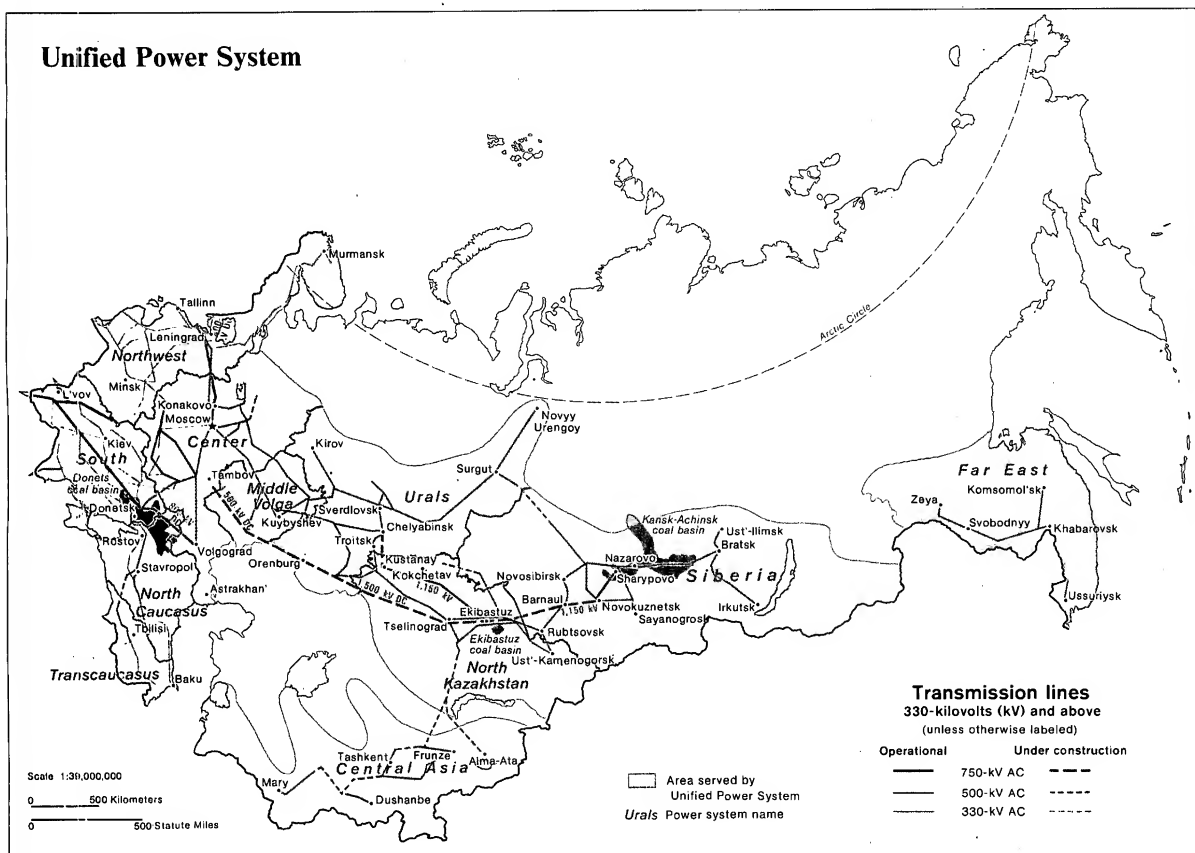 Unified Power System
Murmansk
Arctic Circle
Tallinn
Leningrad
Northwest
Minsk
L'vov
Konakovo
Moscow
Novyy
Urengoy
Kiev
Center
Kirov
South
Surgut
Far East
Donets
coal basin
Tambov
Middle
Volga
Urals
Komsomol'sk
Zeya
500 kV DC
Sverdlovsk
Kansk-Achinsk
coal basin
Donetsk
Kuybyshev
Chelyabinsk
Ust'-Ilimsk
Svobodnyy
Khabarovsk
Rostov
Volgograd
Troitsk
Bratsk
Orenburg
Kustanay
Nazarovo
Stavropol
Kokchetav
Novosibirsk
Sharypovo
Siberia
North
Caucasus
Astrakhan'
1,150 kV
1,500 kV DC
Ekibastuz
Barnaul
1,150 kV
Novokuznetsk
Irkutsk
Ussuriysk
Tselinograd
Sayanogrosk
Tbilisi
Ekibastuz
coal basin
Rubtsovsk
Ust'-Kamenogorsk
Transcaucasus
Baku
North
Kazakhstan
Tashkent
Frunze
Alma-Ata
Central Asia
Mary
Dushanbe
Scale 1:39,000,000
0 500 Kilometers
0 500 Statute Miles
Area served by
Unified Power System
Urals Power system name
Transmission lines
330-kilovolts (kV) and above
(unless otherwise labeled)
Operational Under construction
750-kV AC
500-kV AC
330-kV AC